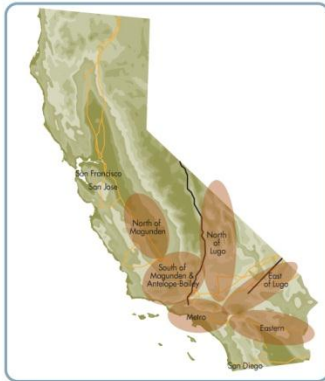 San Francisco
San Jose
North of
Magunden
North
of
Lugo
South of
Magunden &
Antelope-Bailey
East
of Lugo
Metro
Eastern
San Diego